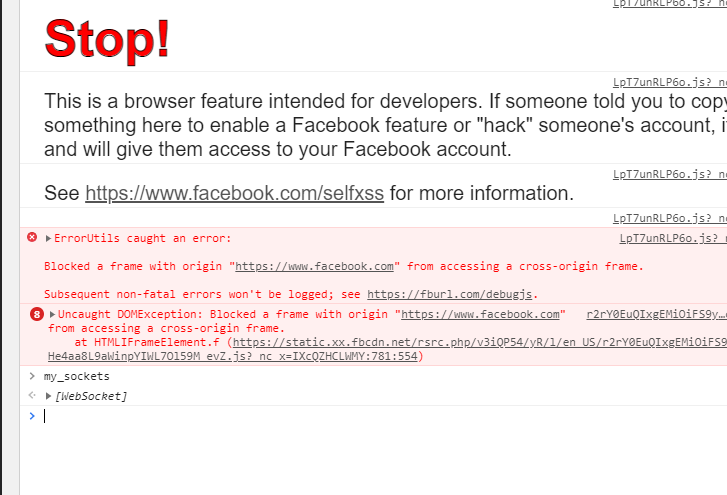 LpT7unRLP6o.js?
Stop!
LpT7unRLP6o.js?
This is a browser feature intended for developers. If someone told you to copy
something here to enable a Facebook feature or "hack" someone's account,
and will give them access to your Facebook account.
LpT7unRLP6o.js?
See https://www.facebook.com/selfxss for more information.
LpT7unRLP6o.js?
ErrorUtils caught an error: LpT7unRLP6o.js?
Blocked a frame with origin "https://www.facebook.com" from accessing a cross-origin frame.
Subsequent non-fatal errors won't be logged; see https://fburl.com/debugjs.
8 Uncaught DOMException: Blocked a frame with origin "https://www.facebook.com" r2rY0EuQIxgEMiOiFS9y…
from accessing a cross-origin frame.
at HTMLIFrameElement.f (https://static.xx.fbcdn.net/rsrc.php/v3iQP54/yR/l/en_US/r2rY0EuQIxgEMiOiFS9
He4aa8L9aWinpYIWL7Ol59M_evZ.js?_nc_x=IXcQZHCLWMY:781:554)
my_sockets
[WebSocket]